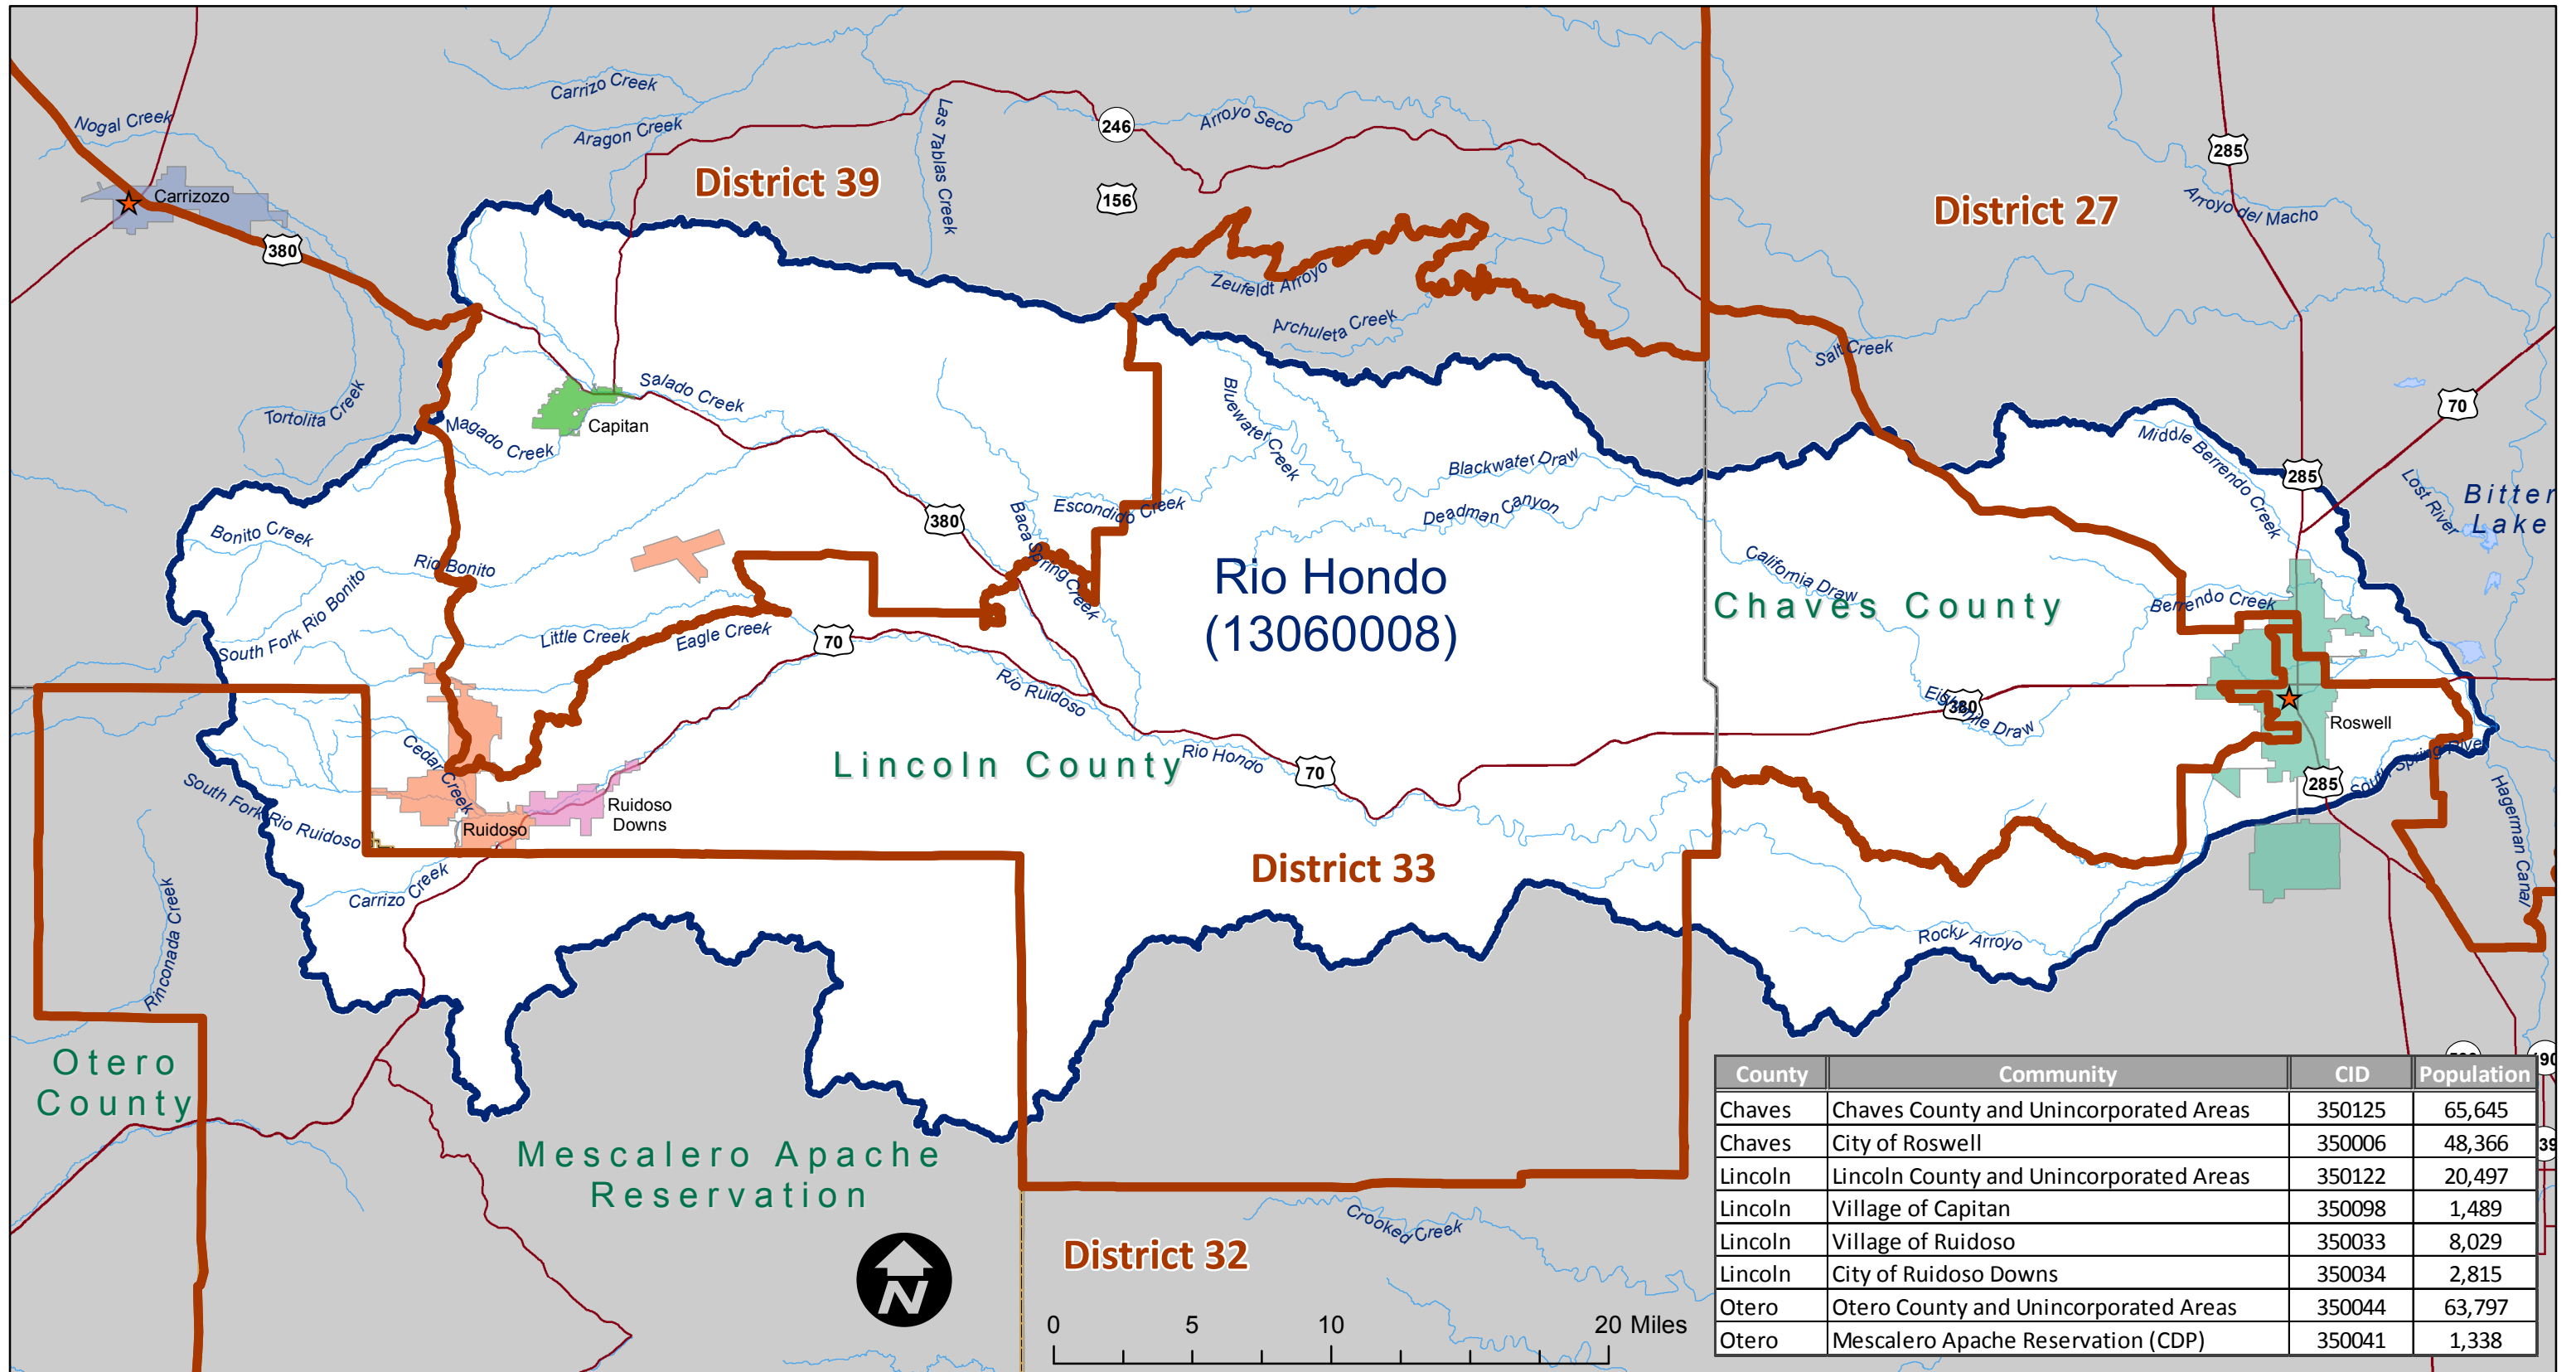 Nogal Creek
Carrizo Creek
Aragon Creek
Las Tablas Creek
246
Arroyo Seco
156
285
District 39
District 27
Carrizozo
380
Arroyo del Macho
Zeufeldt Arroyo
Archuleta Creek
Salt Creek
Tortolita Creek
Magado Creek
Salado Creek
Capitan
Bluewater Creek
70
Middle Berrendo Creek
285
Lost River
Bitter
Lake
Blackwater Draw
Escondido Creek
Deadman Canyon
380
Baca Spring Creek
Bonito Creek
Rio Bonito
South Fork Rio Bonito
Rio Hondo
(13060008)
California Draw
Chaves County
Berrendo Creek
Little Creek
Eagle Creek
70
Rio Ruidoso
Eightmile Draw
380
Roswell
Cedar Creek
Lincoln County
Rio Hondo
70
South Spring River
285
Hagerman Canal
South Fork Rio Ruidoso
Ruidoso
Ruidoso
Downs
District 33
Carrizo Creek
Rinconada Creek
Rocky Arroyo
Otero
County
Mescalero Apache
Reservation
District 32
Crooked Creek
N
0 5 10 20 Miles
County Community CID Population
Chaves Chaves County and Unincorporated Areas 350125 65,645
Chaves City of Roswell 350006 48,366
Lincoln Lincoln County and Unincorporated Areas 350122 20,497
Lincoln Village of Capitan 350098 1,489
Lincoln Village of Ruidoso 350033 8,029
Lincoln City of Ruidoso Downs 350034 2,815
Otero Otero County and Unincorporated Areas 350044 63,797
Otero Mescalero Apache Reservation (CDP) 350041 1,338